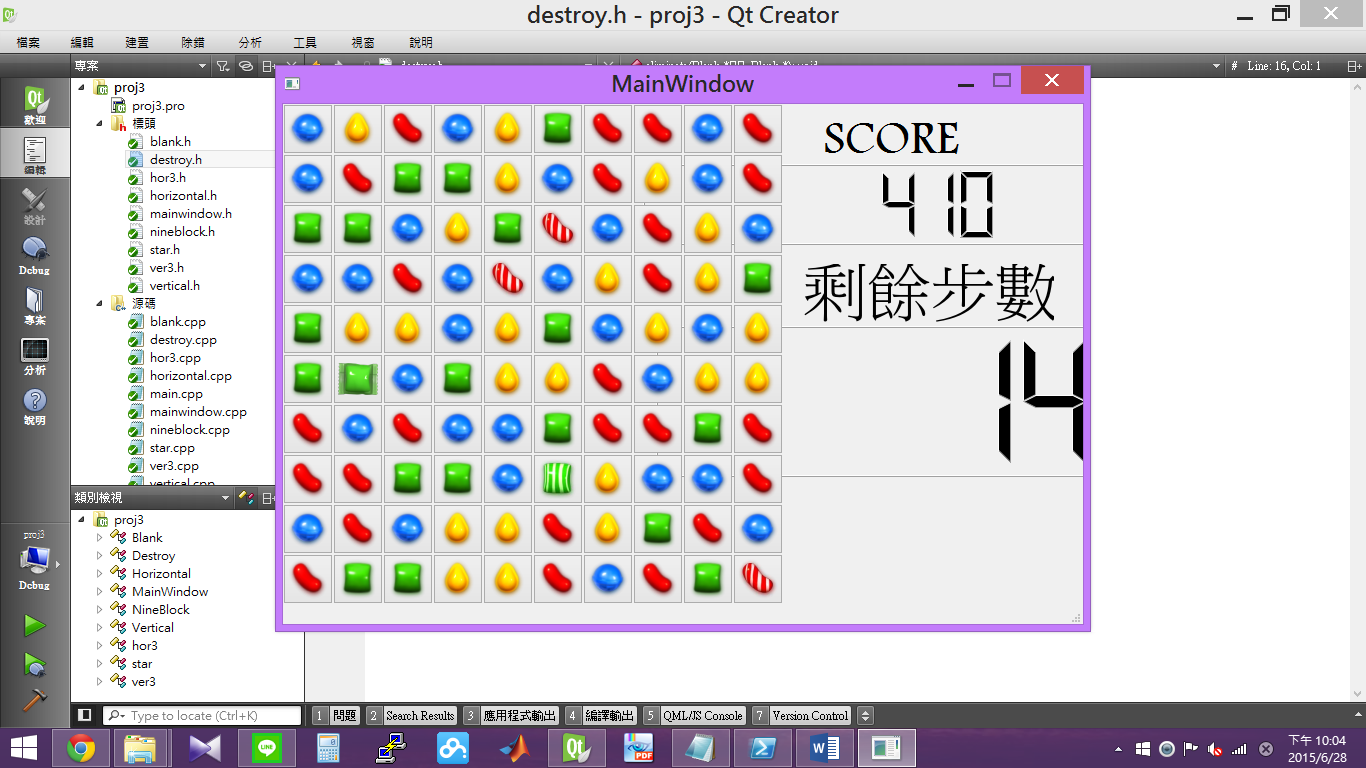 destroy.h - proj3 - Qt Creator
檔案 編輯 建置 除錯 分析 工具 視窗 說明
專案
# Line: 16, Col: 1
歡迎
編輯
設計
Debug
專案
分析
說明
proj3
Debug
proj3
proj3.pro
標頭
blank.h
destroy.h
hor3.h
horizontal.h
mainwindow.h
nineblock.h
star.h
ver3.h
vertical.h
源碼
blank.cpp
destroy.cpp
hor3.cpp
horizontal.cpp
main.cpp
mainwindow.cpp
nineblock.cpp
star.cpp
ver3.cpp
vertical.cpp
類別檢視
proj3
Blank
Destroy
Horizontal
MainWindow
NineBlock
Vertical
hor3
star
ver3
MainWindow
SCORE
410
剩餘步數
14
Type to locate (Ctrl+K)
1 問題 2 Search Results 3 應用程式輸出 4 編譯輸出 5 QML/JS Console 7 Version Control
LINE
PDF
下午 10:04
2015/6/28